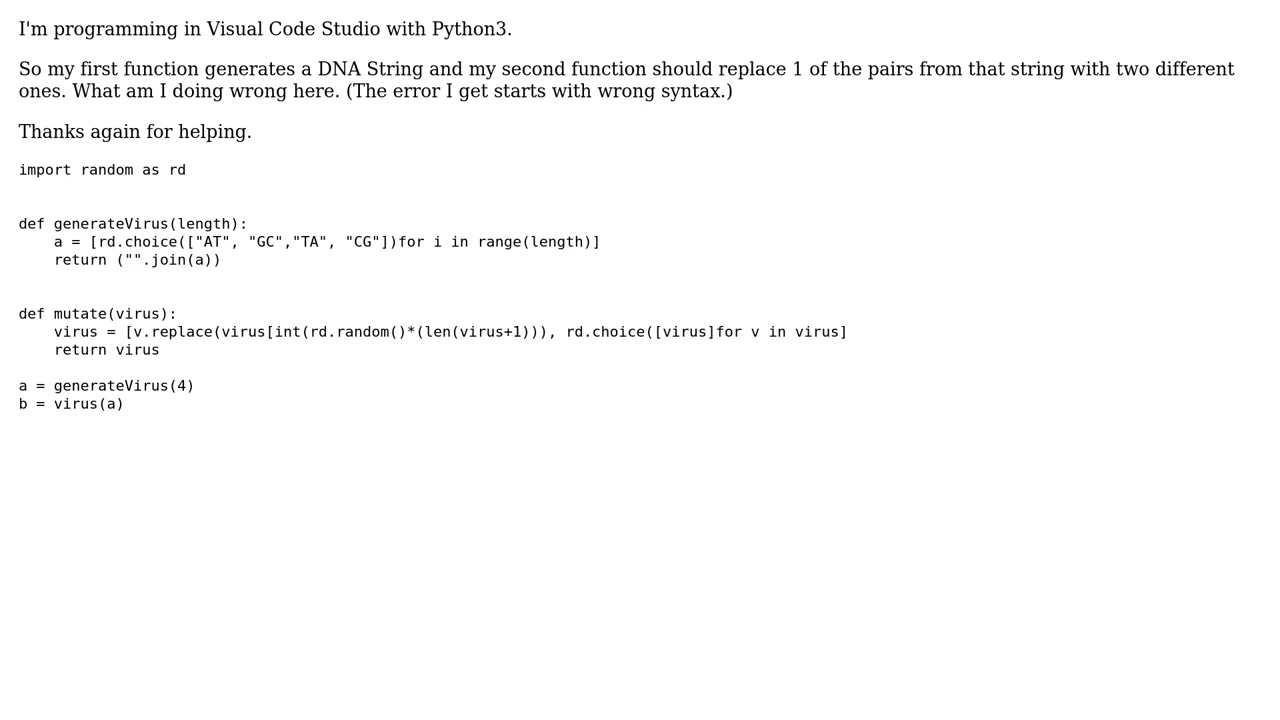 I'm programming in Visual Code Studio with Python3.
So my first function generates a DNA String and my second function should replace 1 of the pairs from that string with two different
ones. What am I doing wrong here. (The error I get starts with wrong syntax.)
Thanks again for helping.
import random as rd
def generateVirus(length):
    a = [rd.choice(["AT", "GC","TA", "CG"])for i in range(length)]
    return ("".join(a))
def mutate(virus):
    virus = [v.replace(virus[int(rd.random()*(len(virus+1))), rd.choice([virus]for v in virus]
    return virus
a = generateVirus(4)
b = virus(a)